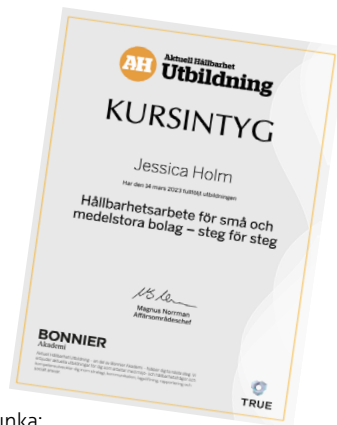 AH
Aktuell Hållbarhet
Utbildning
KURSINTYG
Jessica Holm
Har den 14 mars 2023 fullföljt utbildningen
Hållbarhetsarbete för små och
medelstora bolag – steg för steg
Magnus Norrman
Affärsområdeschef
BONNIER
Akademi
TRUE
unka: